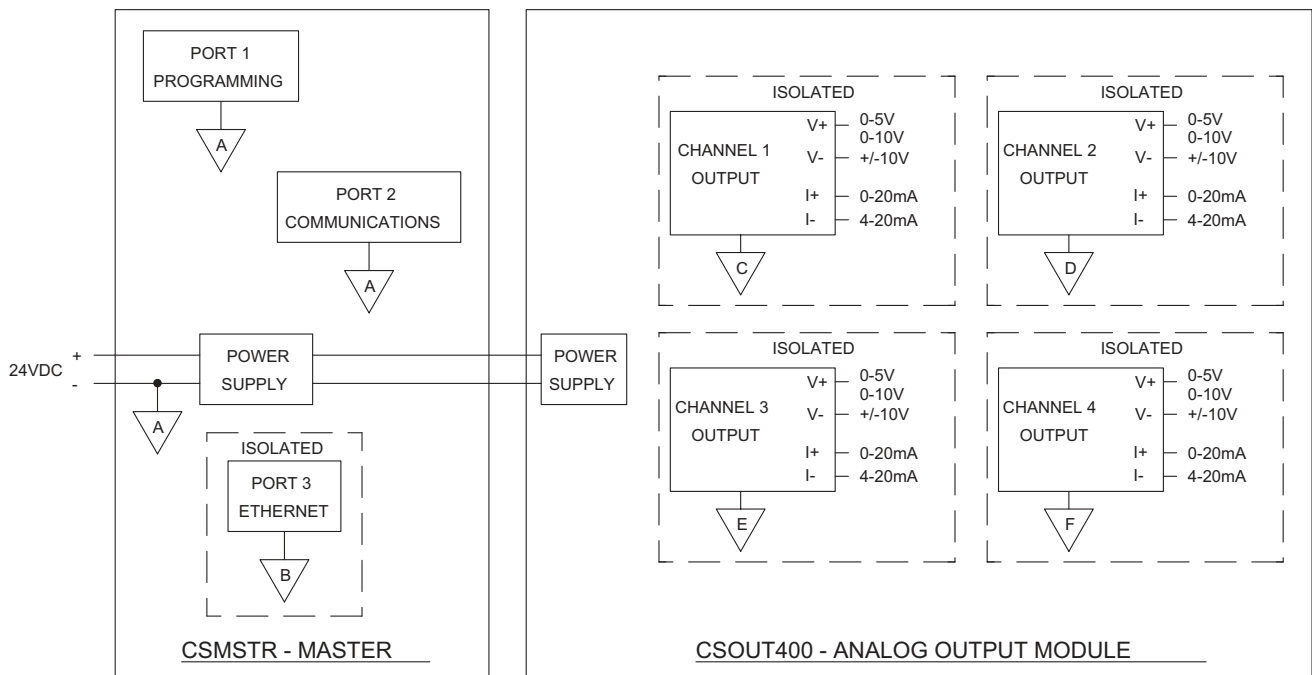 PORT 1
PROGRAMMING
A
PORT 2
COMMUNICATIONS
A
24VDC
+
-
POWER
SUPPLY
A
ISOLATED
PORT 3
ETHERNET
B
CSMSTR - MASTER
POWER
SUPPLY
ISOLATED
CHANNEL 1
OUTPUT
V+ 0-5V
0-10V
V- +/-10V
I+ 0-20mA
I- 4-20mA
C
ISOLATED
CHANNEL 2
OUTPUT
V+ 0-5V
0-10V
V- +/-10V
I+ 0-20mA
I- 4-20mA
D
ISOLATED
CHANNEL 3
OUTPUT
V+ 0-5V
0-10V
V- +/-10V
I+ 0-20mA
I- 4-20mA
E
ISOLATED
CHANNEL 4
OUTPUT
V+ 0-5V
0-10V
V- +/-10V
I+ 0-20mA
I- 4-20mA
F
CSOUT400 - ANALOG OUTPUT MODULE